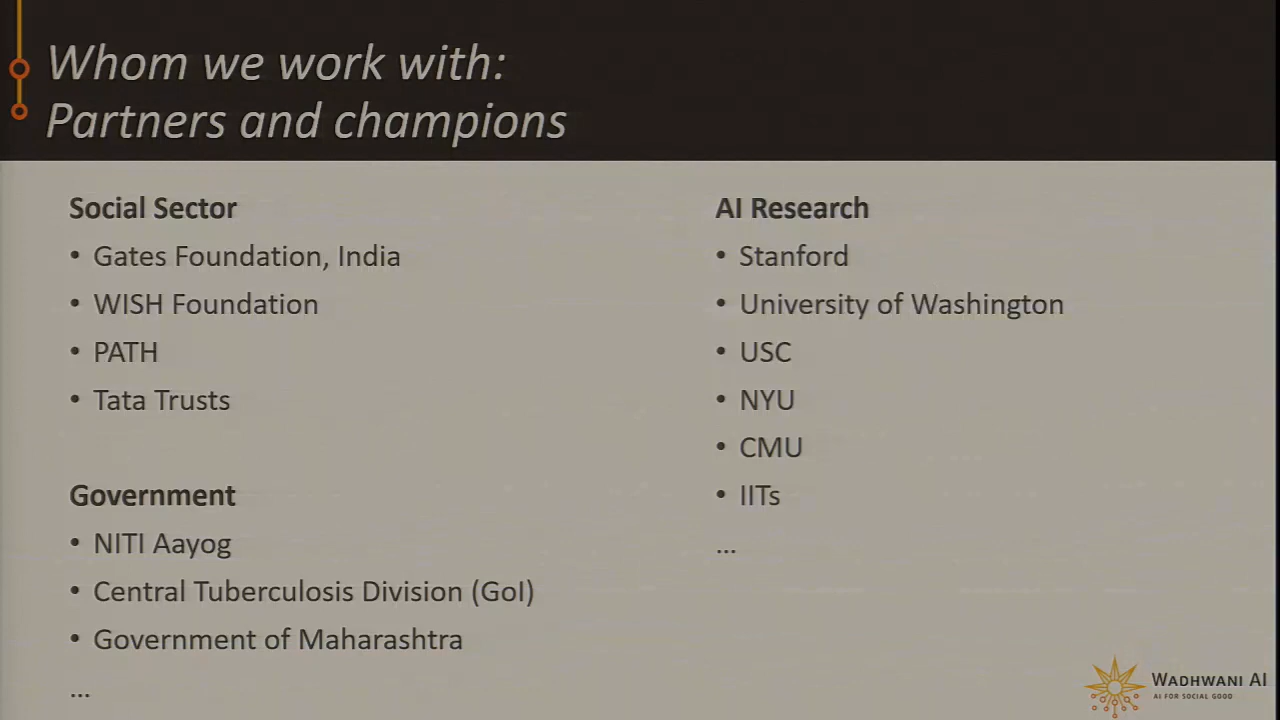 Whom we work with:
Partners and champions
Social Sector
• Gates Foundation, India
• WISH Foundation
• PATH
• Tata Trusts
Government
• NITI Aayog
• Central Tuberculosis Division (GoI)
• Government of Maharashtra
...
AI Research
• Stanford
• University of Washington
• USC
• NYU
• CMU
• IITs
...
WADHWANI AI
AI FOR SOCIAL GOOD